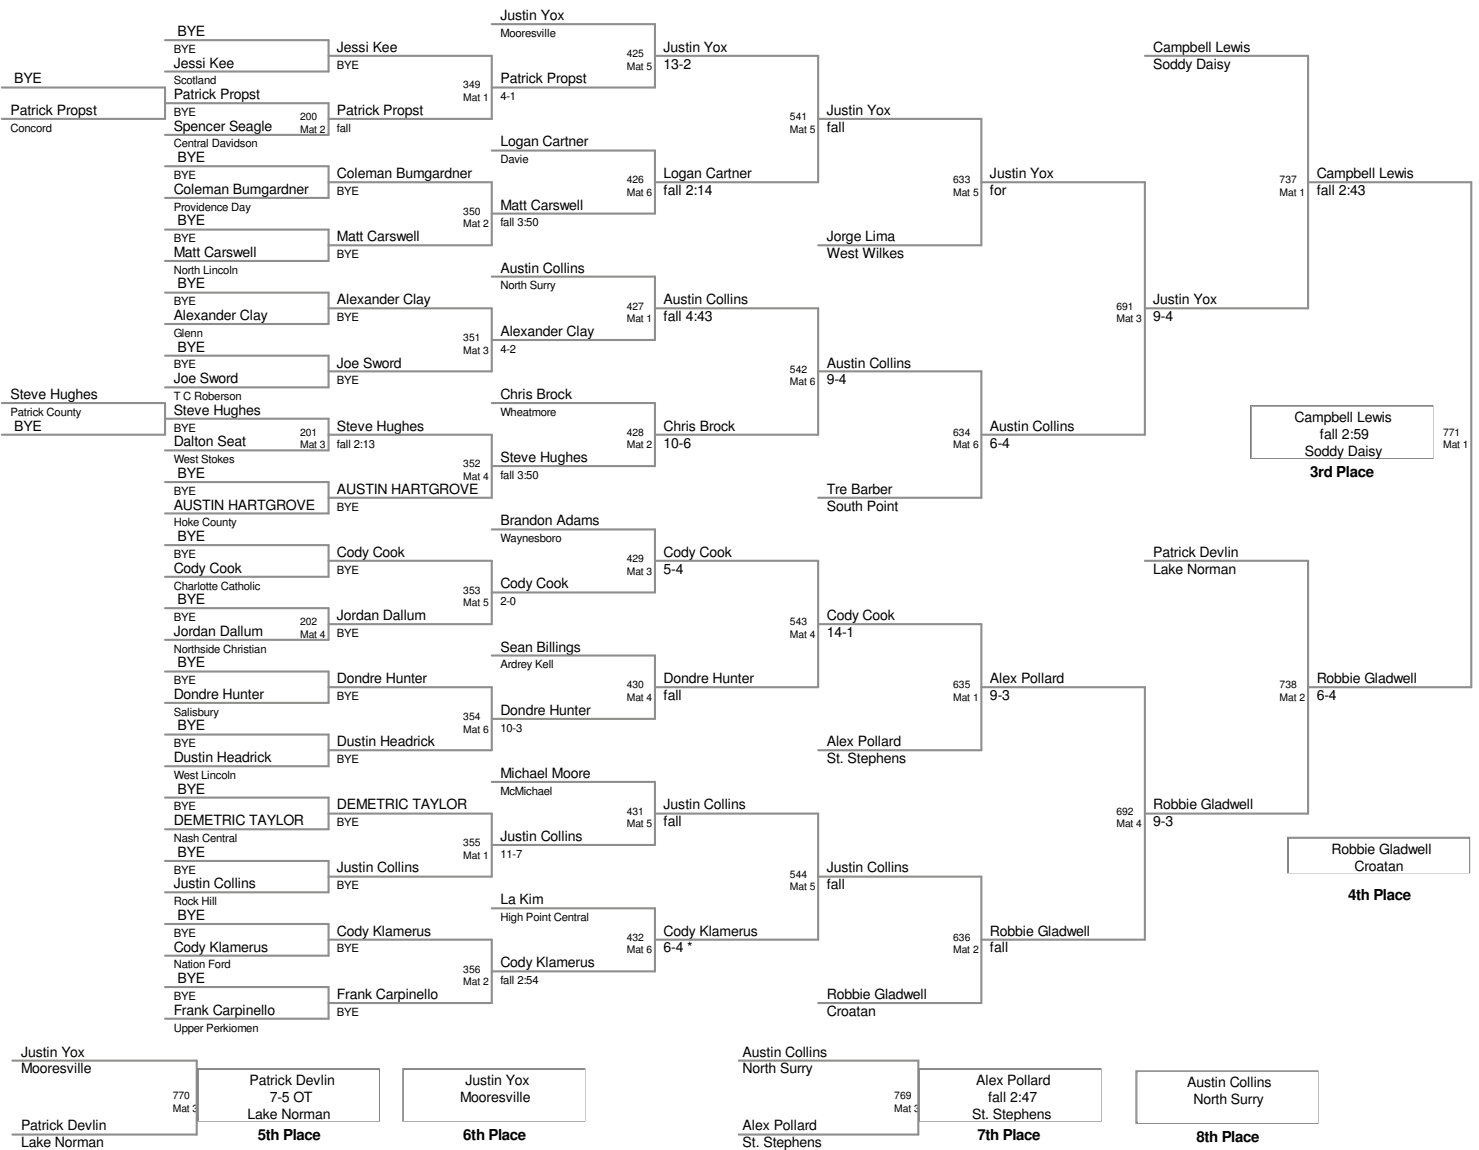 BYE
Patrick Propst
Concord
Steve Hughes
Patrick County
BYE
BYE
BYE
Jessi Kee
Scotland
Patrick Propst
BYE
Spencer Seagle
200
Mat 2
Central Davidson
BYE
BYE
Coleman Bumgardner
Providence Day
BYE
BYE
Matt Carswell
North Lincoln
BYE
BYE
Alexander Clay
Glenn
BYE
BYE
Joe Sword
T C Roberson
Steve Hughes
BYE
Dalton Seat
201
Mat 3
West Stokes
BYE
BYE
AUSTIN HARTGROVE
Hoke County
BYE
BYE
Cody Cook
Charlotte Catholic
BYE
BYE
Jordan Dallum
202
Mat 4
Northside Christian
BYE
BYE
Dondre Hunter
Salisbury
BYE
BYE
Dustin Headrick
West Lincoln
BYE
BYE
DEMETRIC TAYLOR
Nash Central
BYE
BYE
Justin Collins
Rock Hill
BYE
BYE
Cody Klamerus
Nation Ford
BYE
BYE
Frank Carpinello
Upper Perkiomen
Jessi Kee
BYE
349
Mat 1
Patrick Propst
fall
Coleman Bumgardner
BYE
350
Mat 2
Matt Carswell
BYE
Alexander Clay
BYE
351
Mat 3
Joe Sword
BYE
Steve Hughes
fall 2:13
352
Mat 4
AUSTIN HARTGROVE
BYE
Cody Cook
BYE
353
Mat 5
Jordan Dallum
BYE
Dondre Hunter
BYE
354
Mat 6
Dustin Headrick
BYE
DEMETRIC TAYLOR
BYE
355
Mat 1
Justin Collins
BYE
Cody Klamerus
BYE
356
Mat 2
Frank Carpinello
BYE
Justin Yox
Mooresville
425
Mat 5
Patrick Propst
4-1
Logan Cartner
Davie
426
Mat 6
Matt Carswell
fall 3:50
Austin Collins
North Surry
427
Mat 1
Alexander Clay
4-2
Chris Brock
Wheatmore
428
Mat 2
Steve Hughes
fall 3:50
Brandon Adams
Waynesboro
429
Mat 3
Cody Cook
2-0
Sean Billings
Ardrey Kell
430
Mat 4
Dondre Hunter
10-3
Michael Moore
McMichael
431
Mat 5
Justin Collins
11-7
La Kim
High Point Central
432
Mat 6
Cody Klamerus
fall 2:54
Justin Yox
13-2
541
Mat 5
Logan Cartner
fall 2:14
Austin Collins
fall 4:43
542
Mat 6
Chris Brock
10-6
Cody Cook
5-4
543
Mat 4
Dondre Hunter
fall
Justin Collins
fall
544
Mat 5
Cody Klamerus
6-4 *
Justin Yox
fall
633
Mat 5
Jorge Lima
West Wilkes
Austin Collins
9-4
634
Mat 6
Tre Barber
South Point
Cody Cook
14-1
635
Mat 1
Alex Pollard
St. Stephens
Justin Collins
fall
636
Mat 2
Robbie Gladwell
Croatan
Justin Yox
for
691
Mat 3
Austin Collins
6-4
Alex Pollard
9-3
692
Mat 4
Robbie Gladwell
fall
Campbell Lewis
Soddy Daisy
737
Mat 1
Justin Yox
9-4
Patrick Devlin
Lake Norman
738
Mat 2
Robbie Gladwell
9-3
Campbell Lewis
fall 2:43
771
Mat 1
Robbie Gladwell
6-4
Campbell Lewis
fall 2:59
Soddy Daisy
3rd Place
Robbie Gladwell
Croatan
4th Place
Justin Yox
Mooresville
770
Mat 3
Patrick Devlin
Lake Norman
Patrick Devlin
7-5 OT
Lake Norman
5th Place
Justin Yox
Mooresville
6th Place
Austin Collins
North Surry
769
Mat 3
Alex Pollard
St. Stephens
Alex Pollard
fall 2:47
St. Stephens
7th Place
Austin Collins
North Surry
8th Place